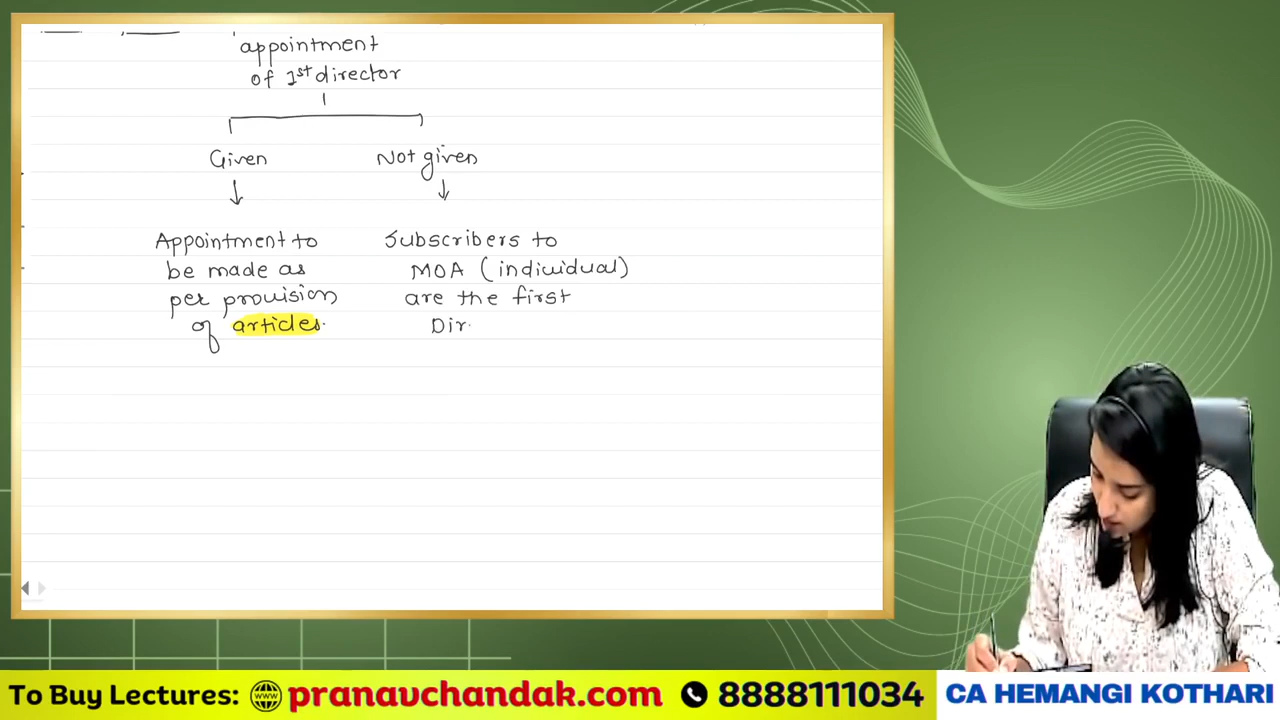 appointment
of 1st director
Given
Not given
Appointment to
be made as
per provision
of articles.
Subscribers to
MOA (individual)
are the first
Dir.
To Buy Lectures: www pranavchandak.com 8888111034 CA HEMANGI KOTHARI